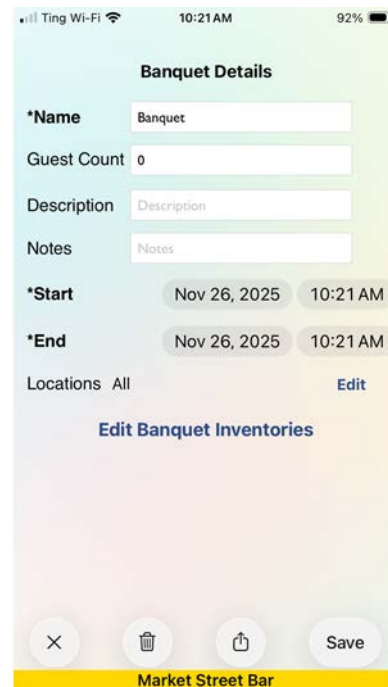 Ting Wi-Fi 10:21 AM 92%
Banquet Details
*Name Banquet
Guest Count 0
Description Description
Notes Notes
*Start Nov 26, 2025 10:21 AM
*End Nov 26, 2025 10:21 AM
Locations All Edit
Edit Banquet Inventories
Save
Market Street Bar